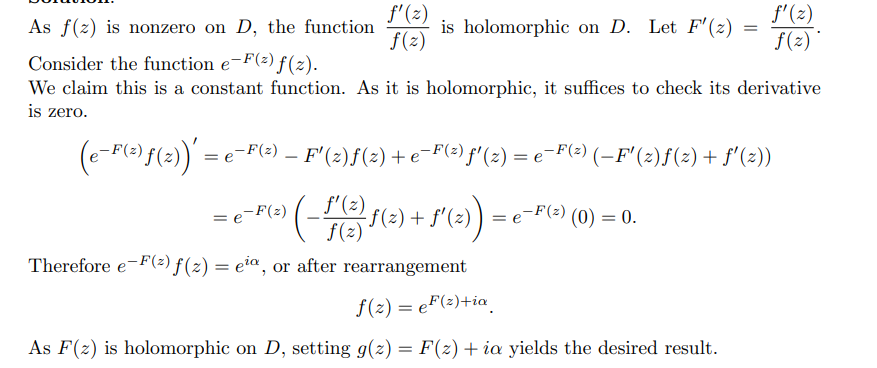 As f(z) is nonzero on D, the function f'(z)/f(z) is holomorphic on D. Let F'(z) = f'(z)/f(z).
Consider the function e^{-F(z)} f(z).
We claim this is a constant function. As it is holomorphic, it suffices to check its derivative
is zero.
(e^{-F(z)} f(z))' = e^{-F(z)} − F'(z)f(z) + e^{-F(z)} f'(z) = e^{-F(z)} (−F'(z)f(z) + f'(z))
= e^{-F(z)} (−f'(z)/f(z) f(z) + f'(z)) = e^{-F(z)} (0) = 0.
Therefore e^{-F(z)} f(z) = e^{iα}, or after rearrangement
f(z) = e^{F(z)+iα}.
As F(z) is holomorphic on D, setting g(z) = F(z) + iα yields the desired result.